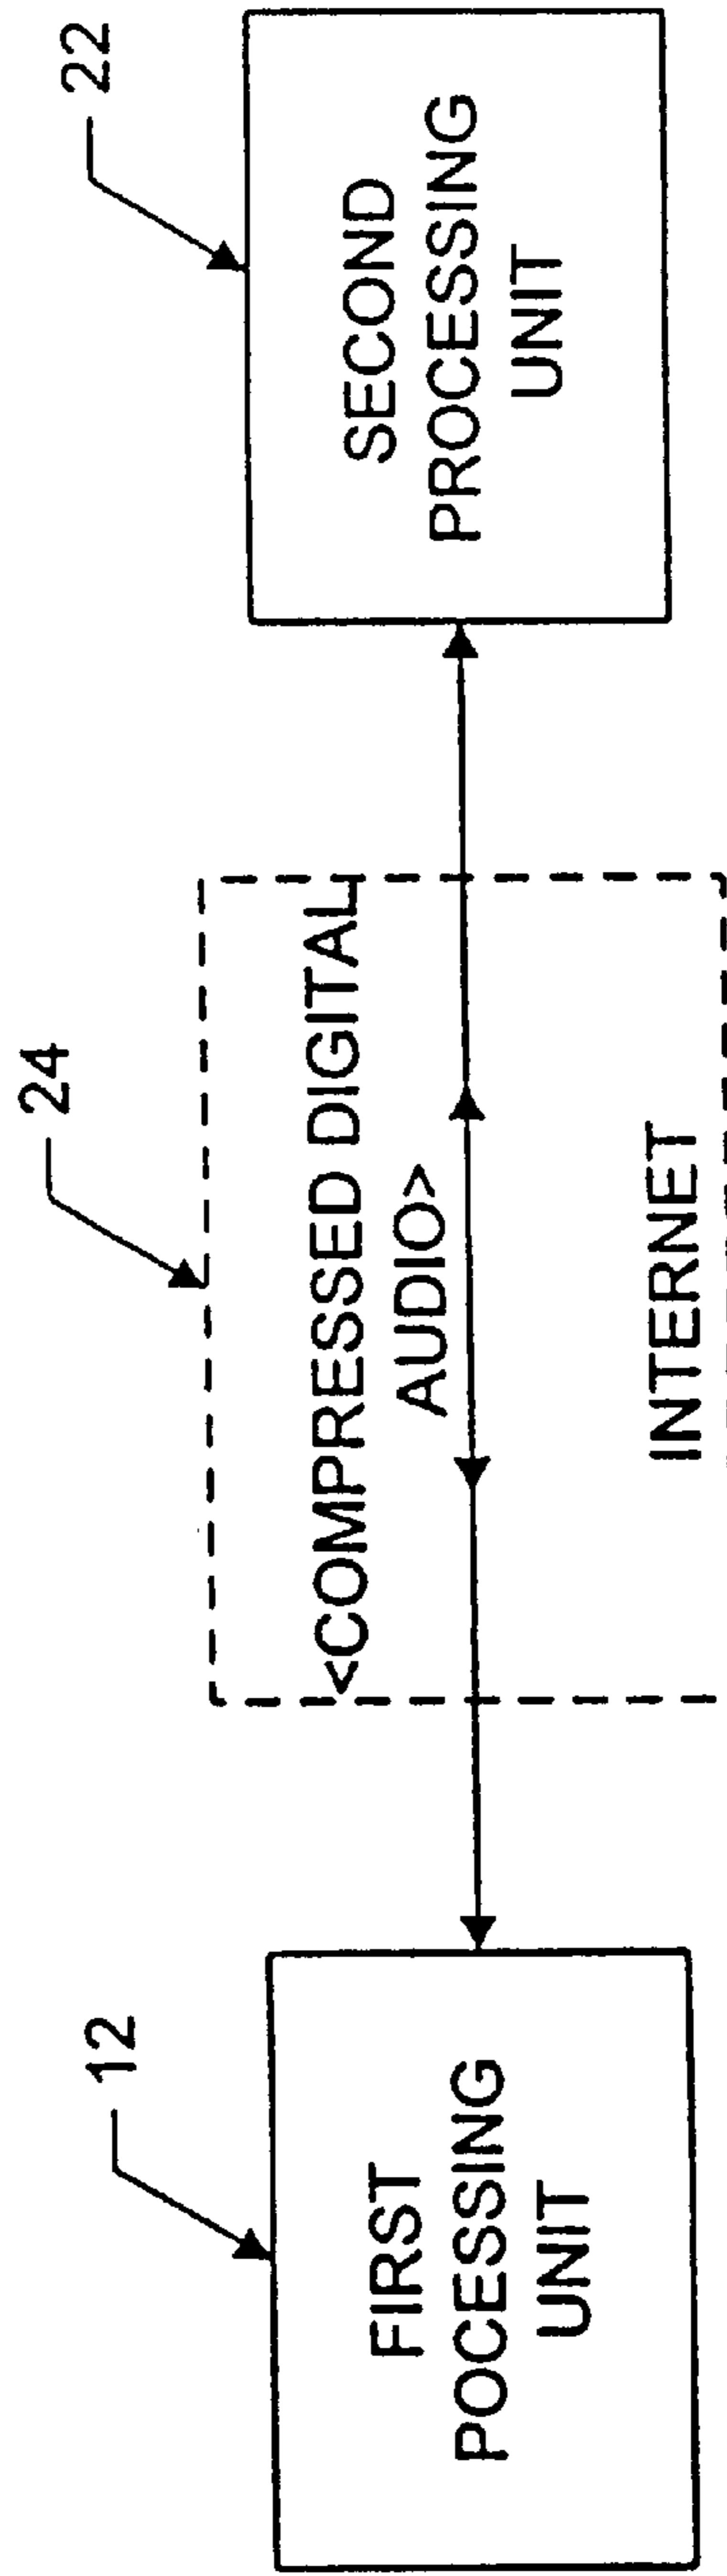 12
FIRST
POCESSING
UNIT
24
<COMPRESSED DIGITAL
AUDIO>
INTERNET
22
SECOND
PROCESSING
UNIT